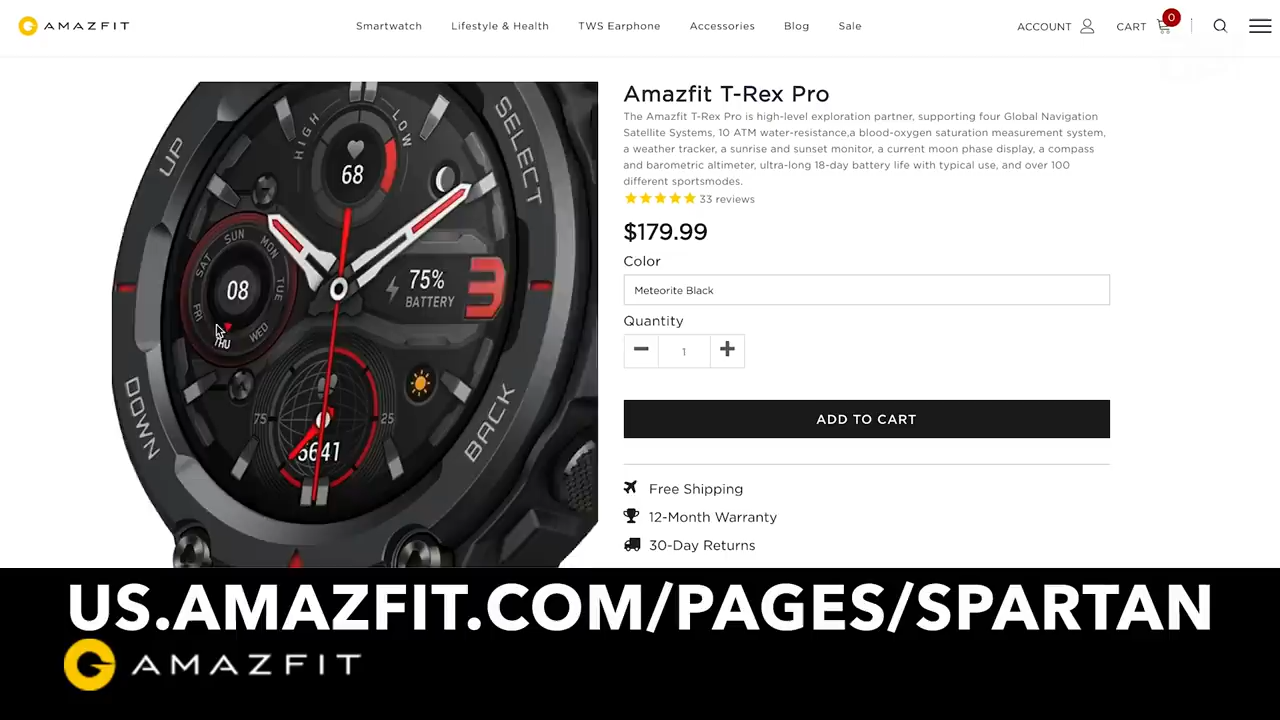 AMAZFIT
Smartwatch Lifestyle & Health TWS Earphone Accessories Blog Sale
ACCOUNT CART 0
Amazfit T-Rex Pro
The Amazfit T-Rex Pro is high-level exploration partner, supporting four Global Navigation
Satellite Systems, 10 ATM water-resistance,a blood-oxygen saturation measurement system,
a weather tracker, a sunrise and sunset monitor, a current moon phase display, a compass
and barometric altimeter, ultra-long 18-day battery life with typical use, and over 100
different sportsmodes.
33 reviews
$179.99
Color
Meteorite Black
Quantity
1
ADD TO CART
Free Shipping
12-Month Warranty
30-Day Returns
UP
SELECT
HIGH
LOW
68
SUN
MON
TUE
WED
THU
FRI
SAT
08
75%
BATTERY
3
75
25
6641
DOWN
BACK
US.AMAZFIT.COM/PAGES/SPARTAN
AMAZFIT